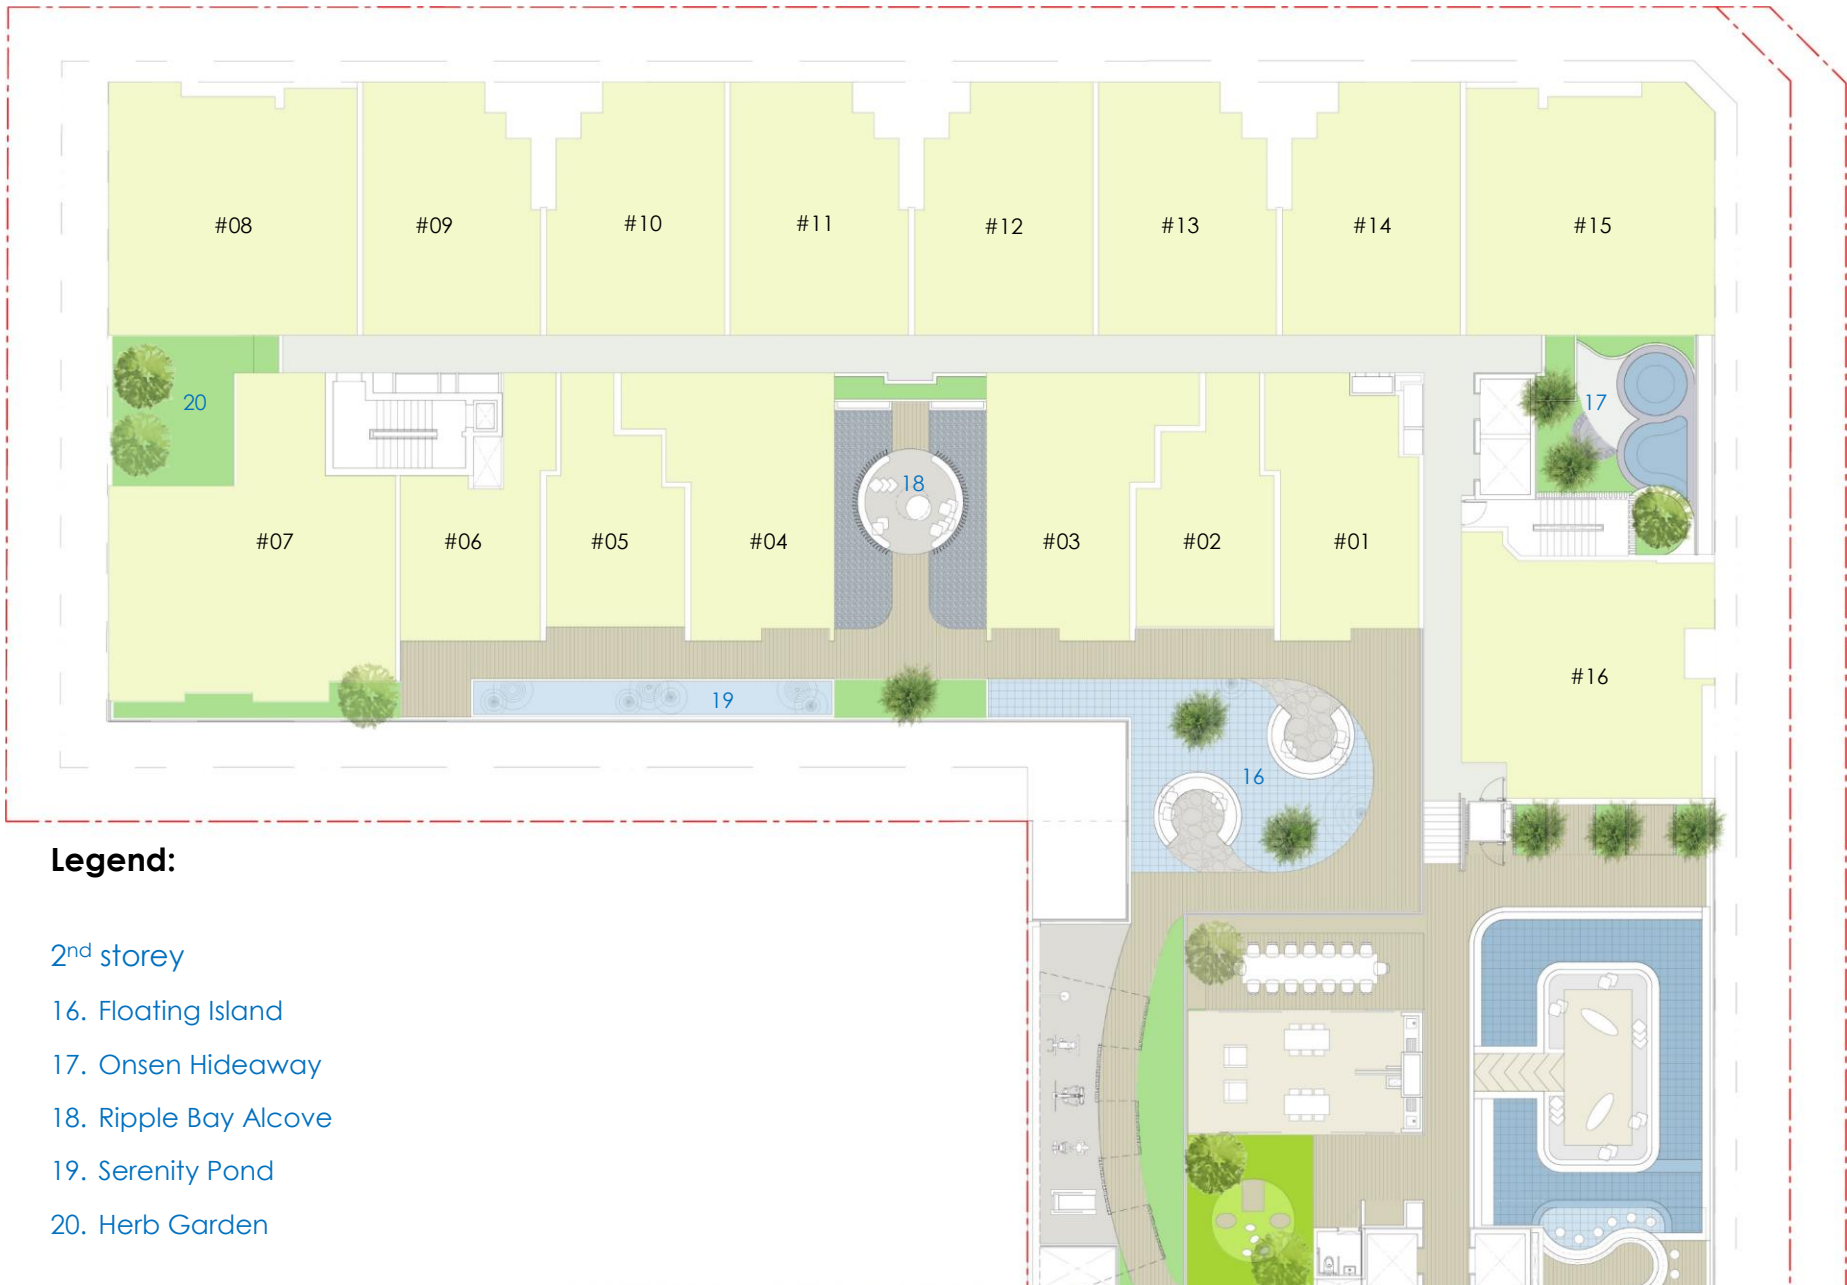 #08 #09 #10 #11 #12 #13 #14 #15
20 17
18
#07 #06 #05 #04 #03 #02 #01
#16
19
16
Legend:
2nd storey
16. Floating Island
17. Onsen Hideaway
18. Ripple Bay Alcove
19. Serenity Pond
20. Herb Garden